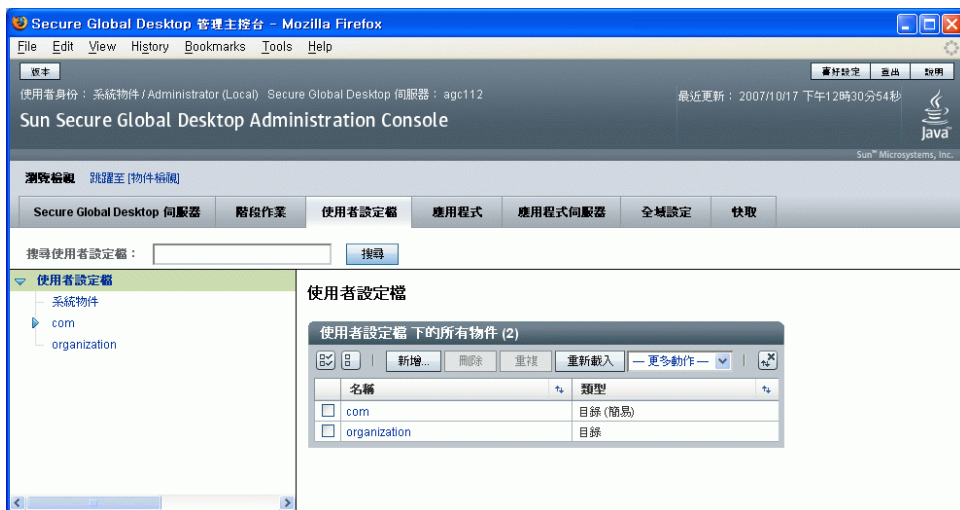 Secure Global Desktop 管理主控台 - Mozilla Firefox
File Edit View History Bookmarks Tools Help
版本 喜好設定 登出 說明
使用者身份： 系統物件 / Administrator (Local) Secure Global Desktop 伺服器： agc112 最近更新： 2007/10/17 下午12時30分54秒
Sun Secure Global Desktop Administration Console
Java
Sun™ Microsystems, Inc.
瀏覽檢視 跳躍至 [物件檢視]
Secure Global Desktop 伺服器 階段作業 使用者設定檔 應用程式 應用程式伺服器 全域設定 快取
搜尋使用者設定檔： 搜尋
使用者設定檔
系統物件
com
organization
使用者設定檔
使用者設定檔 下的所有物件 (2)
新增... 刪除 重複 重新載入 — 更多動作 —
名稱 類型
com 目錄 (簡易)
organization 目錄